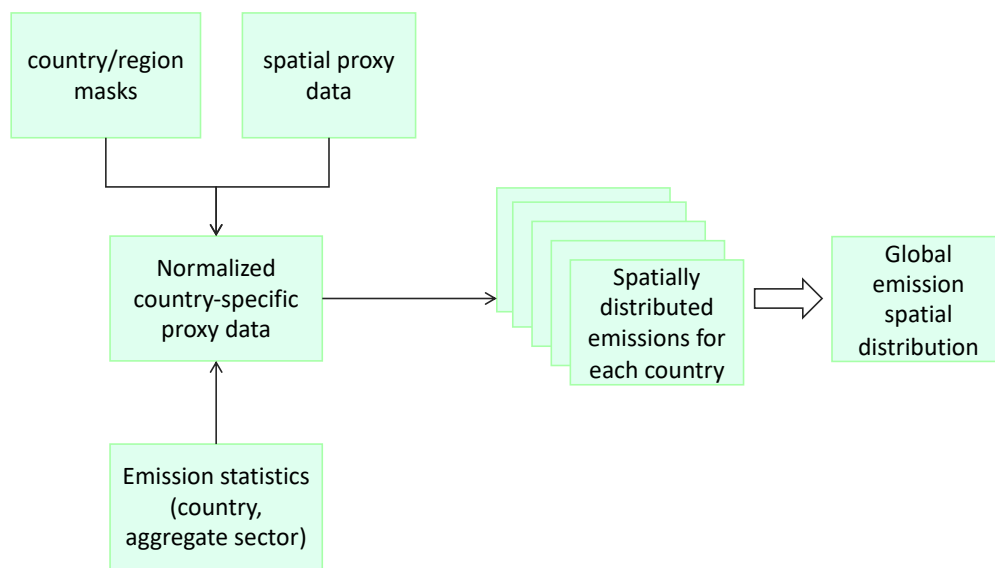 country/region
masks
spatial proxy
data
Normalized
country-specific
proxy data
Spatially
distributed
emissions for
each country
Global
emission
spatial
distribution
Emission statistics
(country,
aggregate sector)